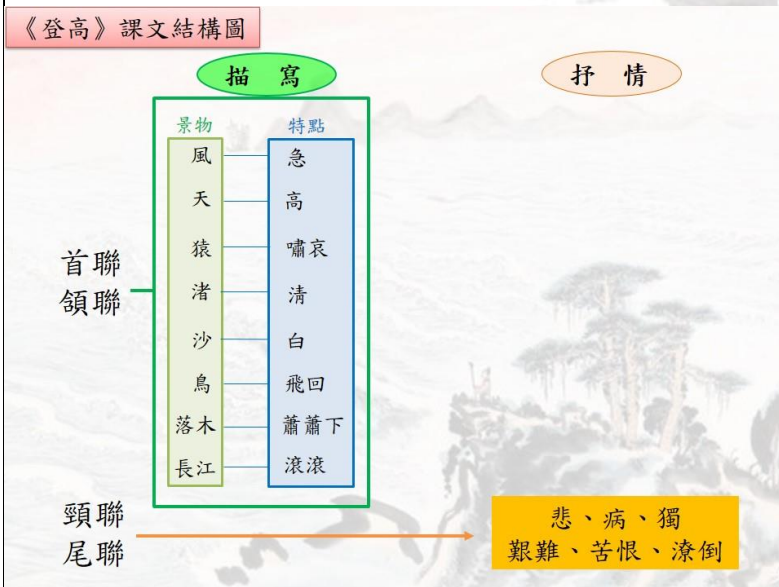 《登高》課文結構圖
描 寫
抒 情
景物 特點
風 急
天 高
猿 嘯哀
渚 清
沙 白
鳥 飛回
落木 蕭蕭下
長江 滾滾
首聯
頷聯
頸聯
尾聯
悲、病、獨
艱難、苦恨、潦倒